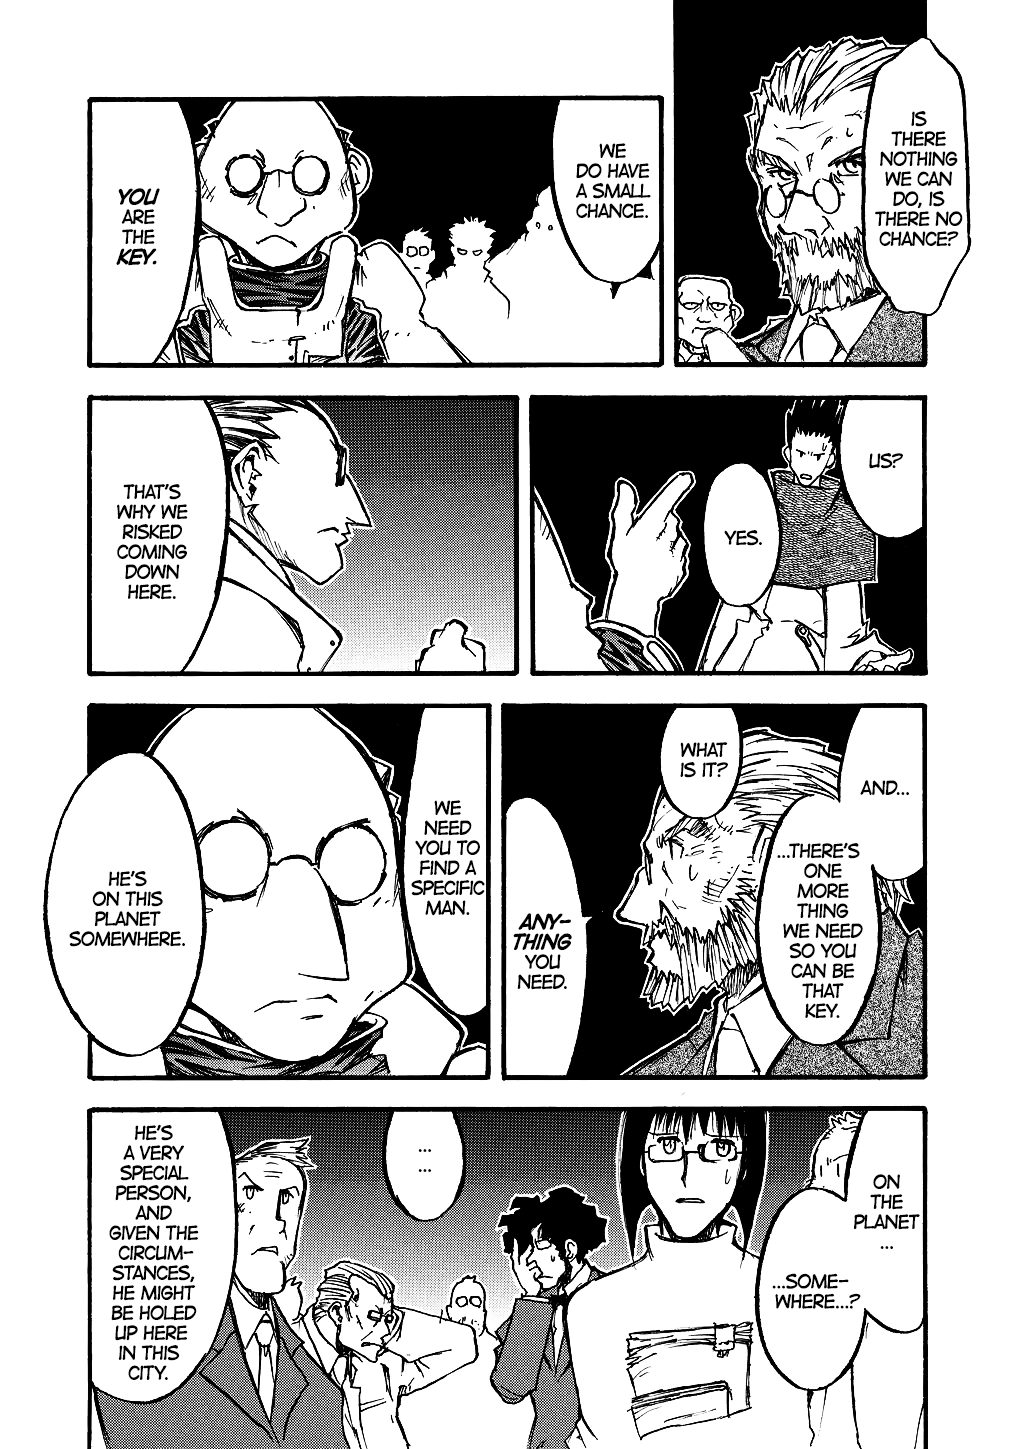 IS
THERE
NOTHING
WE CAN
DO, IS
THERE NO
CHANCE?
WE
DO HAVE
A SMALL
CHANCE.
YOU
ARE
THE
KEY.
US?
YES.
THAT'S
WHY WE
RISKED
COMING
DOWN
HERE.
AND...
...THERE'S
ONE
MORE
THING
WE NEED
SO YOU
CAN BE
THAT
KEY.
WHAT
IS IT?
ANY-
THING
YOU
NEED.
WE
NEED
YOU TO
FIND A
SPECIFIC
MAN.
HE'S
ON THIS
PLANET
SOMEWHERE.
ON
THE
PLANET
...
...SOME-
WHERE...?
...
...
HE'S
A VERY
SPECIAL
PERSON,
AND
GIVEN THE
CIRCUM-
STANCES,
HE MIGHT
BE HOLED
UP HERE
IN THIS
CITY.